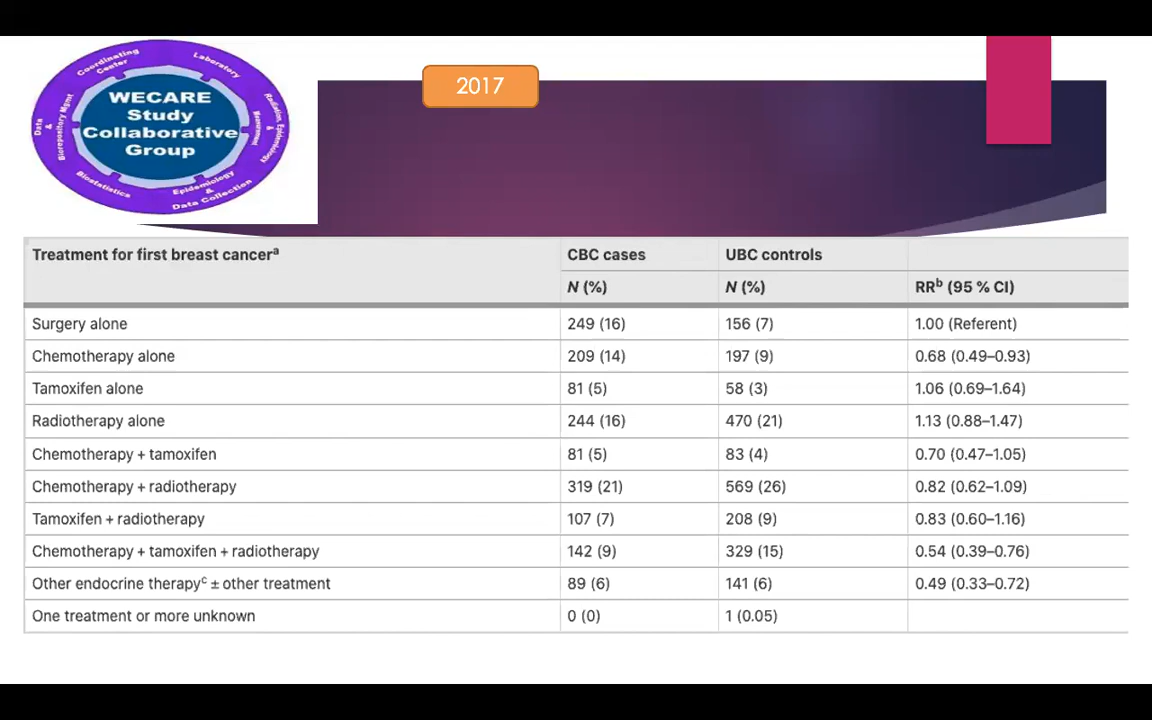 Coordinating
Center
Laboratory
Radiation Epidemiology
&
Measurement
Epidemiology
&
Data Collection
Biostatistics
Data
&
Biorepository Mgmt
WECARE
Study
Collaborative
Group
2017
Treatment for first breast cancerᵃ CBC cases UBC controls
N (%) N (%) RRᵇ (95 % CI)
Surgery alone 249 (16) 156 (7) 1.00 (Referent)
Chemotherapy alone 209 (14) 197 (9) 0.68 (0.49–0.93)
Tamoxifen alone 81 (5) 58 (3) 1.06 (0.69–1.64)
Radiotherapy alone 244 (16) 470 (21) 1.13 (0.88–1.47)
Chemotherapy + tamoxifen 81 (5) 83 (4) 0.70 (0.47–1.05)
Chemotherapy + radiotherapy 319 (21) 569 (26) 0.82 (0.62–1.09)
Tamoxifen + radiotherapy 107 (7) 208 (9) 0.83 (0.60–1.16)
Chemotherapy + tamoxifen + radiotherapy 142 (9) 329 (15) 0.54 (0.39–0.76)
Other endocrine therapyᶜ ± other treatment 89 (6) 141 (6) 0.49 (0.33–0.72)
One treatment or more unknown 0 (0) 1 (0.05)